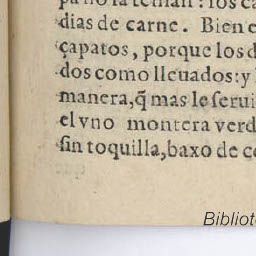 pa no la tenian : los ca
dias de carne. Bien e
çapatos, porque los d
dos como lleuados: y l
manera, q̃ mas le serui
el vno montera verd
sin toquilla, baxo de c
Bibliot